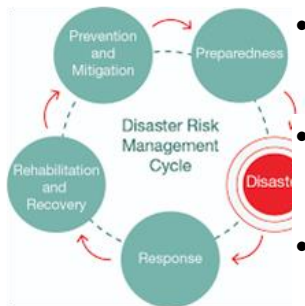 Prevention
and
Mitigation
Preparedness
Disaster Risk
Management
Cycle
Rehabilitation
and
Recovery
Disaste
Response